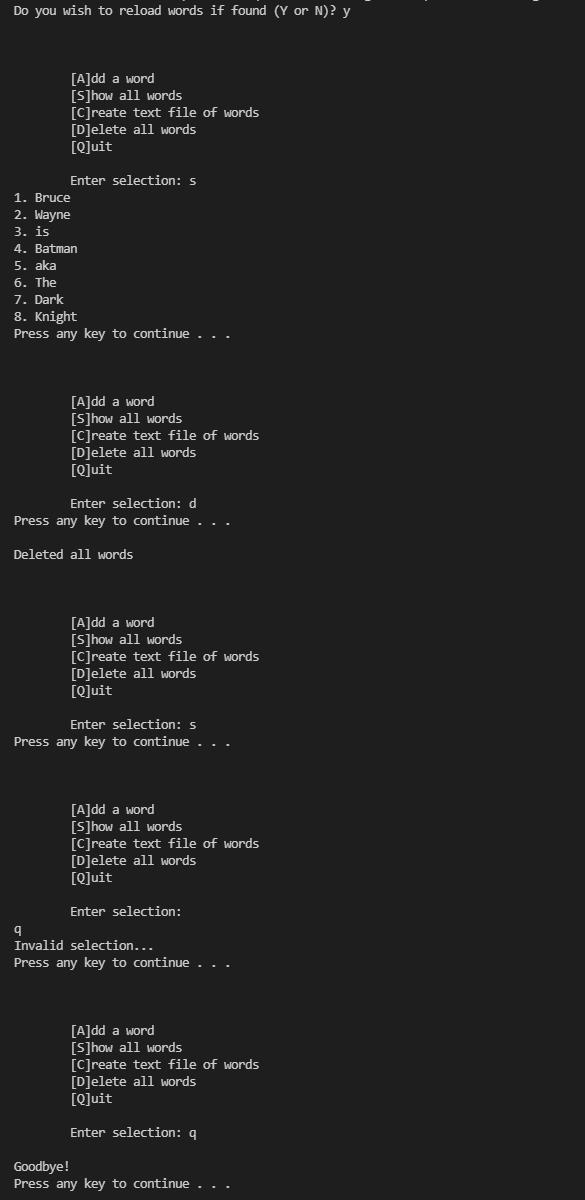 Do you wish to reload words if found (Y or N)? y
[A]dd a word
[S]how all words
[C]reate text file of words
[D]elete all words
[Q]uit
Enter selection: s
1. Bruce
2. Wayne
3. is
4. Batman
5. aka
6. The
7. Dark
8. Knight
Press any key to continue . . .
[A]dd a word
[S]how all words
[C]reate text file of words
[D]elete all words
[Q]uit
Enter selection: d
Press any key to continue . . .
Deleted all words
[A]dd a word
[S]how all words
[C]reate text file of words
[D]elete all words
[Q]uit
Enter selection: s
Press any key to continue . . .
[A]dd a word
[S]how all words
[C]reate text file of words
[D]elete all words
[Q]uit
Enter selection:
q
Invalid selection...
Press any key to continue . . .
[A]dd a word
[S]how all words
[C]reate text file of words
[D]elete all words
[Q]uit
Enter selection: q
Goodbye!
Press any key to continue . . .